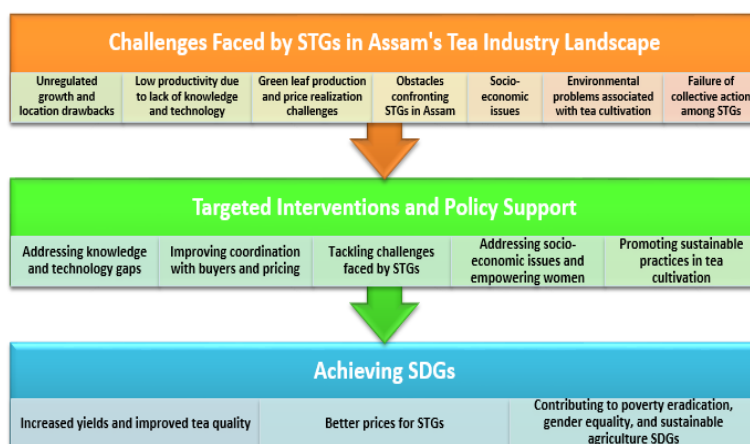 Challenges Faced by STGs in Assam's Tea Industry Landscape
Unregulated
growth and
location drawbacks
Low productivity due
to lack of knowledge
and technology
Green leaf production
and price realization
challenges
Obstacles
confronting
STGs in Assam
Socio-
economic
issues
Environmental
problems associated
with tea cultivation
Failure of
collective action
among STGs
Targeted Interventions and Policy Support
Addressing knowledge
and technology gaps
Improving coordination
with buyers and pricing
Tackling challenges
faced by STGs
Addressing socio-
economic issues and
empowering women
Promoting sustainable
practices in tea
cultivation
Achieving SDGs
Increased yields and improved tea quality
Better prices for STGs
Contributing to poverty eradication,
gender equality, and sustainable
agriculture SDGs